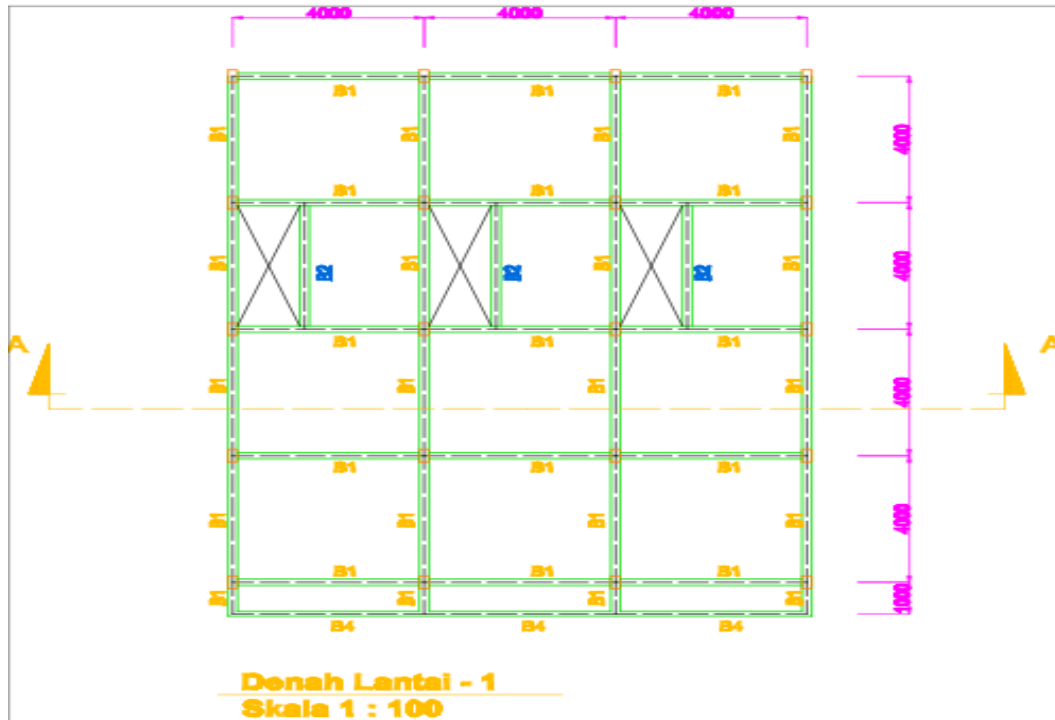 4000 4000 4000
B1 B1 B1
B1 B1 B1 B1 4000
B1 B1 B1
B1 B2 B1 B2 B1 B2 B1 4000
B1 B1 B1
A A
B1 B1 B1 B1 4000
B1 B1 B1
B1 B1 B1 B1 4000
B1 B1 B1
B1 B1 B1 B1 1000
B4 B4 B4
Denah Lantai - 1
Skala 1 : 100